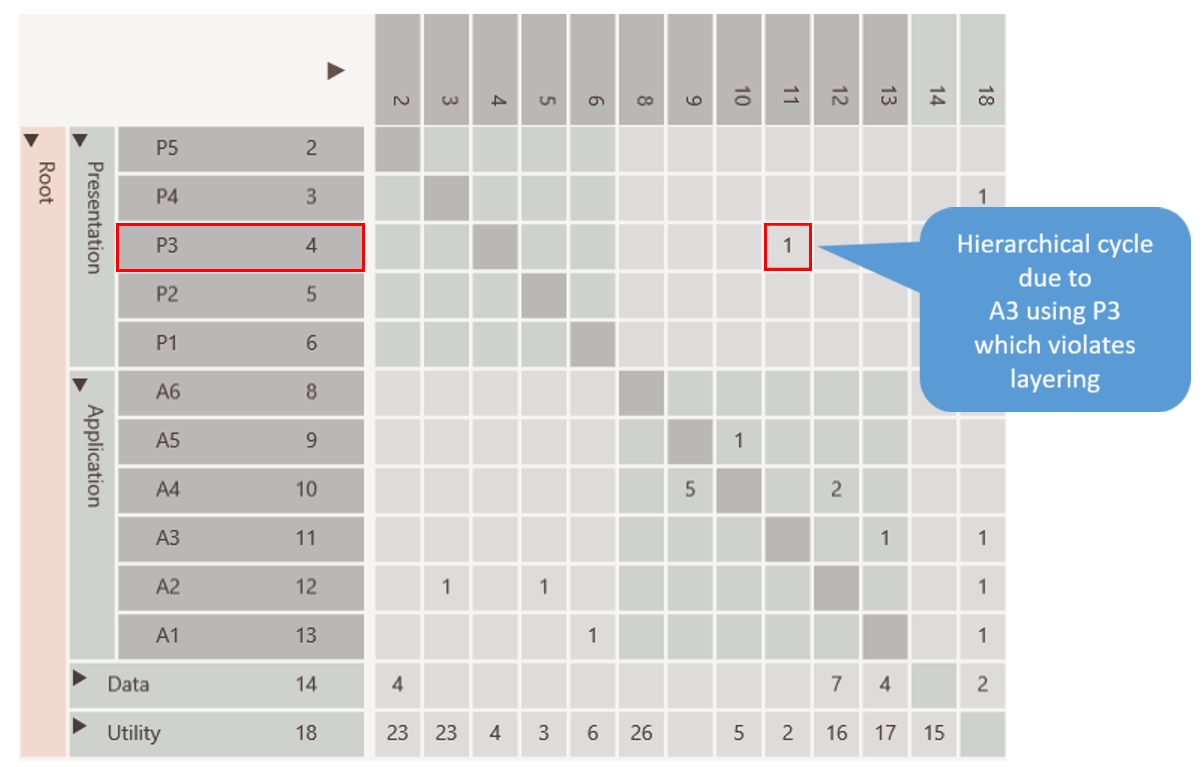 2 3 4 5 6 8 9 10 11 12 13 14 18
Root
Presentation
P5 2
P4 3 1
P3 4 1
P2 5
P1 6
Application
A6 8
A5 9 1
A4 10 5 2
A3 11 1 1
A2 12 1 1 1
A1 13 1 1
Data 14 4 7 4 2
Utility 18 23 23 4 3 6 26 5 2 16 17 15
Hierarchical cycle
due to
A3 using P3
which violates
layering